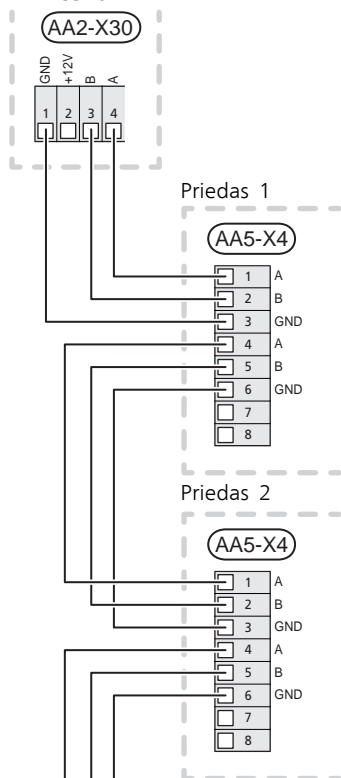 AA2-X30
GND +12V B A
1 2 3 4
Priedas 1
AA5-X4
1 A
2 B
3 GND
4 A
5 B
6 GND
7
8
Priedas 2
AA5-X4
1 A
2 B
3 GND
4 A
5 B
6 GND
7
8